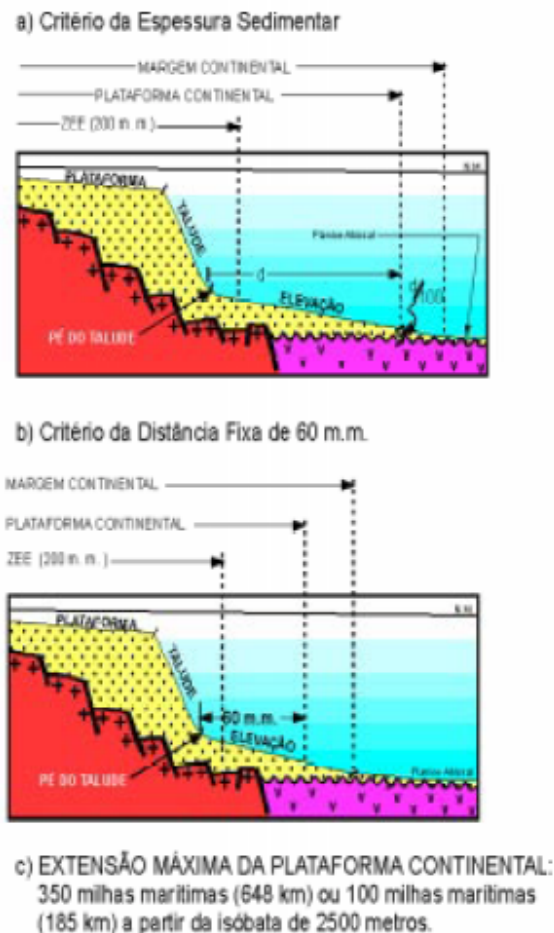 a) Critério da Espessura Sedimentar
MARGEM CONTINENTAL
PLATAFORMA CONTINENTAL
ZEE (200 m. m.)
N.M.
PLATAFORMA
TALUDE
Planície Abissal
d
d/100
ELEVAÇÃO
PÉ DO TALUDE
b) Critério da Distância Fixa de 60 m.m.
MARGEM CONTINENTAL
PLATAFORMA CONTINENTAL
ZEE (200 m. m.)
N.M.
PLATAFORMA
TALUDE
60 m.m.
ELEVAÇÃO
Planície Abissal
PÉ DO TALUDE
c) EXTENSÃO MÁXIMA DA PLATAFORMA CONTINENTAL:
350 milhas marítimas (648 km) ou 100 milhas marítimas
(185 km) a partir da isóbata de 2500 metros.